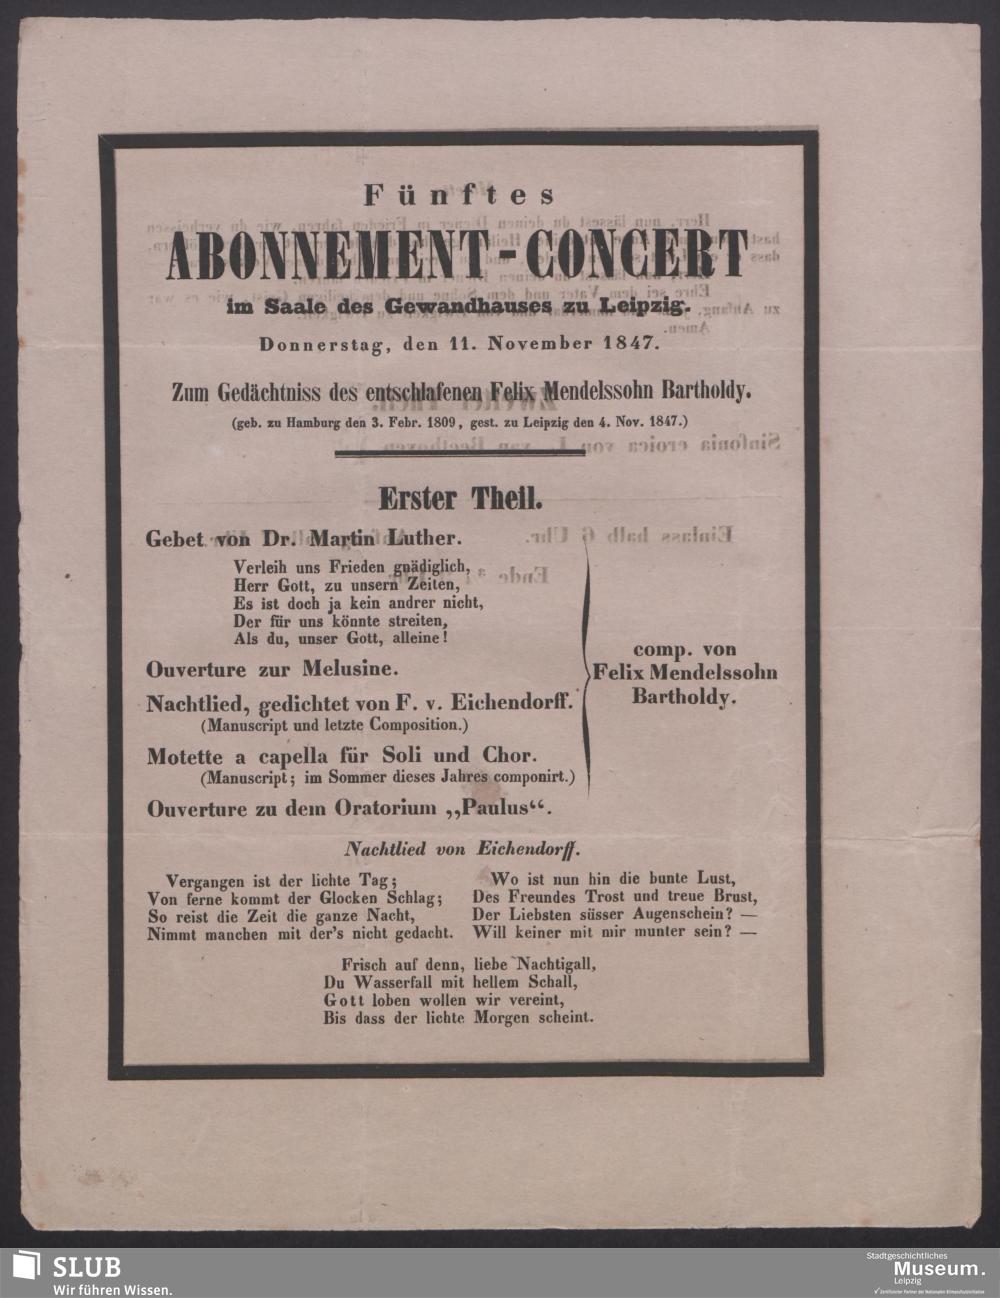 Fünftes
ABONNEMENT-CONCERT
im Saale des Gewandhauses zu Leipzig.
Donnerstag, den 11. November 1847.
Zum Gedächtniss des entschlafenen Felix Mendelssohn Bartholdy.
(geb. zu Hamburg den 3. Febr. 1809, gest. zu Leipzig den 4. Nov. 1847.)
Erster Theil.
Gebet von Dr. Martin Luther.
Verleih uns Frieden gnädiglich,
Herr Gott, zu unsern Zeiten,
Es ist doch ja kein andrer nicht,
Der für uns könnte streiten,
Als du, unser Gott, alleine!
Ouverture zur Melusine.
Nachtlied, gedichtet von F. v. Eichendorff.
(Manuscript und letzte Composition.)
Motette a capella für Soli und Chor.
(Manuscript; im Sommer dieses Jahres componirt.)
Ouverture zu dem Oratorium „Paulus“.
comp. von
Felix Mendelssohn
Bartholdy.
Nachtlied von Eichendorff.
Vergangen ist der lichte Tag;
Von ferne kommt der Glocken Schlag;
So reist die Zeit die ganze Nacht,
Nimmt manchen mit der's nicht gedacht.
Wo ist nun hin die bunte Lust,
Des Freundes Trost und treue Brust,
Der Liebsten süsser Augenschein? —
Will keiner mit mir munter sein? —
Frisch auf denn, liebe Nachtigall,
Du Wasserfall mit hellem Schall,
Gott loben wollen wir vereint,
Bis dass der lichte Morgen scheint.
SLUB
Wir führen Wissen.
Stadtgeschichtliches
Museum.
Leipzig
Zertifizierter Partner der Nationalen Klimaschutzinitiative